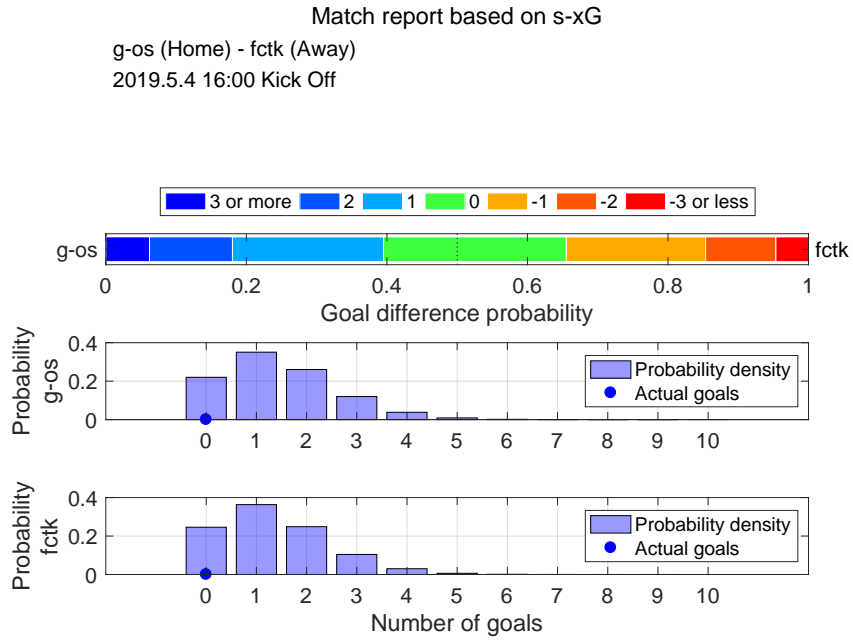 Match report based on s-xG
g-os (Home) - fctk (Away)
2019.5.4 16:00 Kick Off
3 or more 2 1 0 -1 -2 -3 or less
g-os fctk
0 0.2 0.4 0.6 0.8 1
Goal difference probability
Probability
g-os
0.4
0.2
0
Probability density
Actual goals
0 1 2 3 4 5 6 7 8 9 10
Probability
fctk
0.4
0.2
0
Probability density
Actual goals
0 1 2 3 4 5 6 7 8 9 10
Number of goals